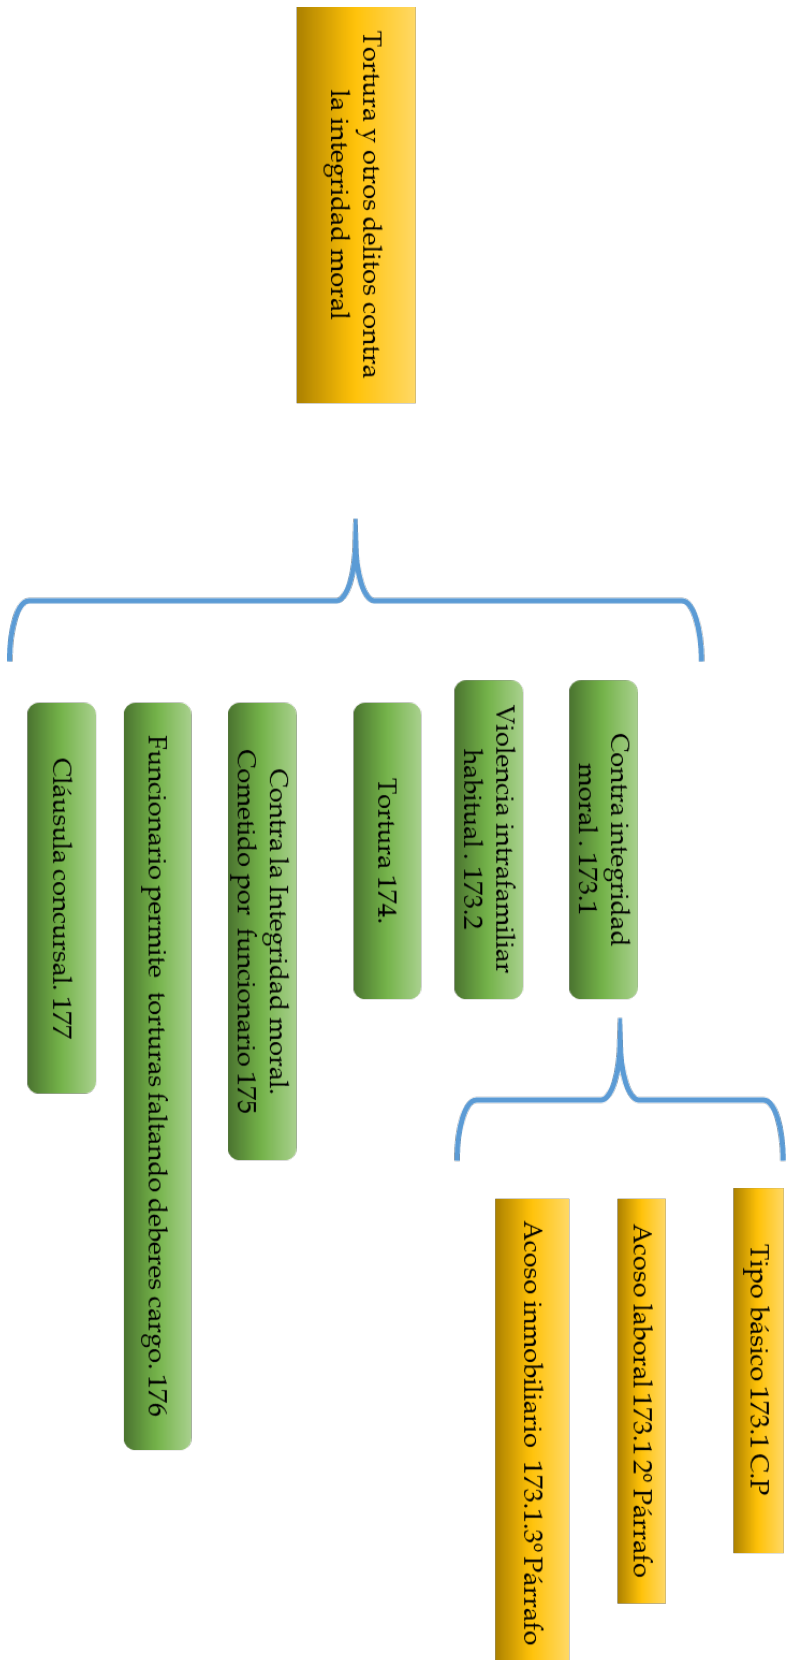 Tortura y otros delitos contra
la integridad moral
Contra integridad
moral . 173.1
Violencia intrafamiliar
habitual . 173.2
Tortura 174.
Contra la Integridad moral.
Cometido por funcionario 175
Funcionario permite torturas faltando deberes cargo. 176
Cláusula concursal. 177
Tipo básico 173.1 C.P
Acoso laboral 173.1 2º Párrafo
Acoso inmobiliario 173.1.3º Párrafo